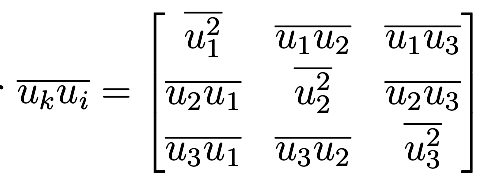 · \overline{u_k u_i} = \begin{bmatrix} \overline{u_1^2} & \overline{u_1 u_2} & \overline{u_1 u_3} \\ \overline{u_2 u_1} & \overline{u_2^2} & \overline{u_2 u_3} \\ \overline{u_3 u_1} & \overline{u_3 u_2} & \overline{u_3^2} \end{bmatrix}